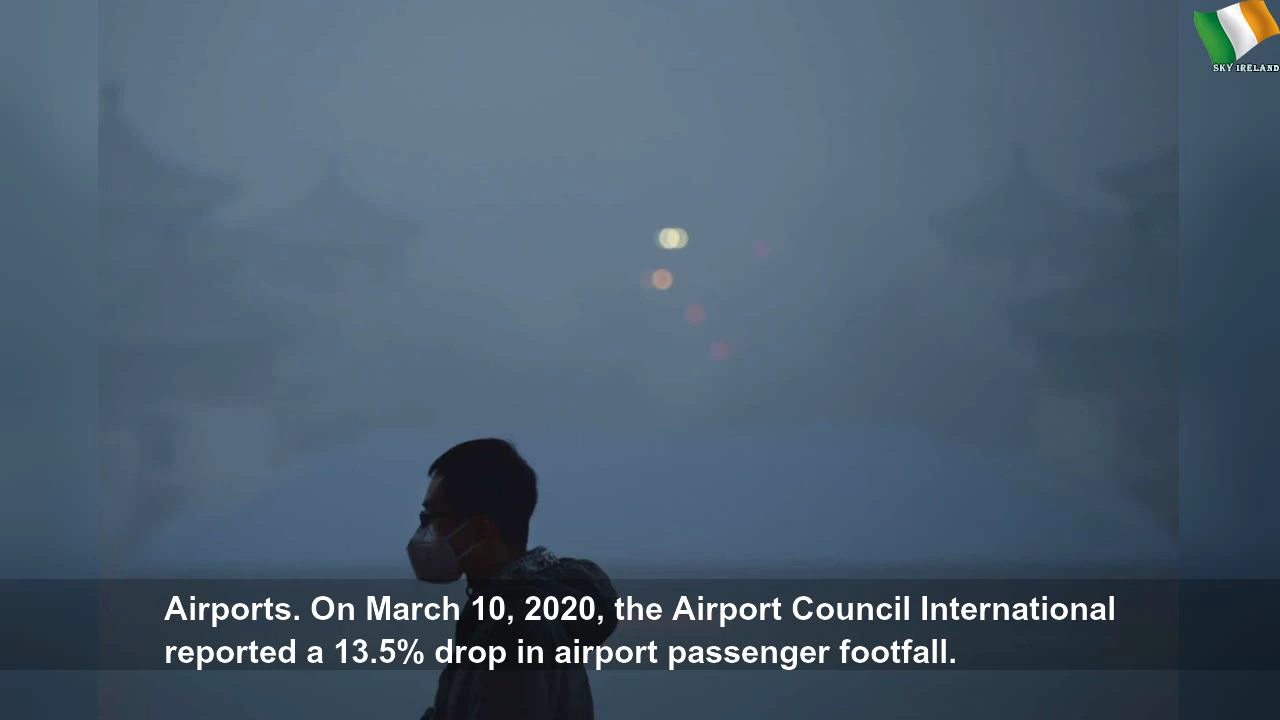 SKY IRELAND
Airports. On March 10, 2020, the Airport Council International
reported a 13.5% drop in airport passenger footfall.